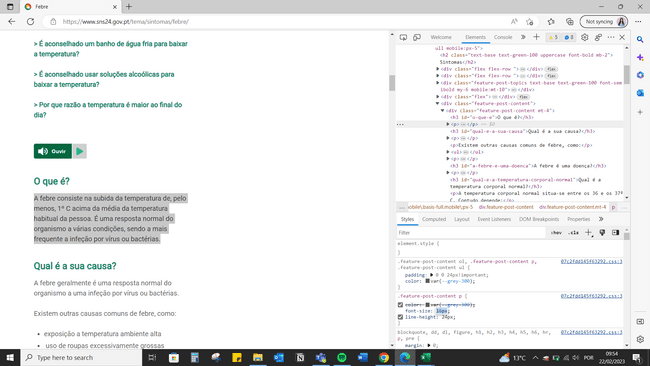 Febre
https://www.sns24.gov.pt/tema/sintomas/febre/
Not syncing
> É aconselhado um banho de água fria para baixar
a temperatura?
> É aconselhado usar soluções alcoólicas para
baixar a temperatura?
> Por que razão a temperatura é maior ao final do
dia?
Ouvir
O que é?
A febre consiste na subida da temperatura de, pelo
menos, 1º C acima da média da temperatura
habitual da pessoa. É uma resposta normal do
organismo a várias condições, sendo a mais
frequente a infeção por vírus ou bactérias.
Qual é a sua causa?
A febre geralmente é uma resposta normal do
organismo a uma infeção por vírus ou bactérias.
Existem outras causas comuns de febre, como:
• exposição a temperatura ambiente alta
• uso de roupas excessivamente grossas
Welcome Elements Console
5 8
ull mobile:px-5">
<h2 class="text-base text-green-100 uppercase font-bold mb-2">
Sintomas</h2>
<div class="flex flex-row "> </div> flex
<div class="flex flex-row "> </div> flex
<div class="feature-post-topics text-base text-green-100 font-sem
ibold my-6 mobile:mt-10"> </div>
<div class="flex"> </div> flex
<div class="feature-post-content">
<div class="feature-post-content mt-4">
<h3 id="o-que-e">O que é?</h3>
<p> </p> == $0
<h3 id="qual-e-a-sua-causa">Qual é a sua causa?</h3>
<p> </p>
<p>Existem outras causas comuns de febre, como:</p>
<ul> </ul>
<p> </p>
<h3 id="a-febre-e-uma-doenca">A febre é uma doença?</h3>
<p> </p>
<h3 id="qual-e-a-temperatura-corporal-normal">Qual é a
temperatura corporal normal?</h3>
<p>A temperatura corporal normal situa-se entre os 36 e os 37º
C. Contudo depende:</p>
mobile\:basis-full.mobile\:px-5 div.feature-post-content div.feature-post-content.mt-4 p
Styles Computed Layout Event Listeners DOM Breakpoints Properties
Filter :hov .cls
element.style {
}
.feature-post-content ol, .feature-post-content p, 07c2fdd145f63292.css:3
.feature-post-content ul {
padding: 0 0 24px!important;
color: var(--grey-300);
}
.feature-post-content p { 07c2fdd145f63292.css:3
color: var(--grey-300);
font-size: 16px;
line-height: 24px;
}
blockquote, dd, dl, figure, h1, h2, h3, h4, h5, h6, hr, 07c2fdd145f63292.css:3
p, pre {
margin: 0;
Type here to search
13°C
POR
09:54
22/02/2023